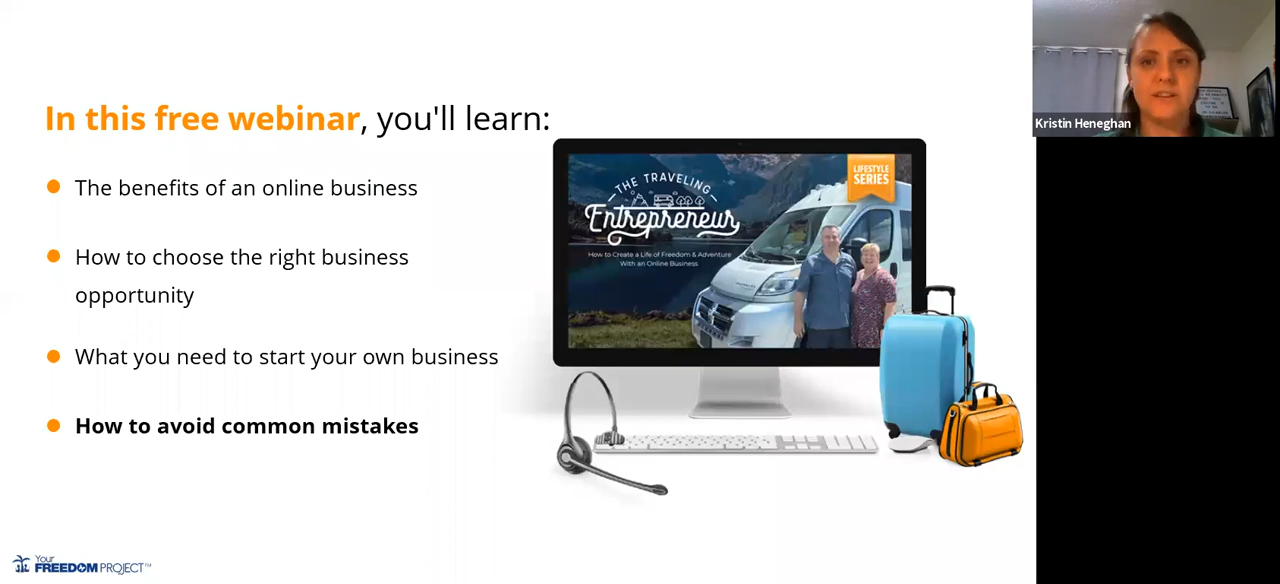 In this free webinar, you'll learn:
The benefits of an online business
How to choose the right business
opportunity
What you need to start your own business
How to avoid common mistakes
LIFESTYLE
SERIES
THE TRAVELING
Entrepreneur
How to Create a Life of Freedom & Adventure
With an Online Business
Kristin Heneghan
Your
FREEDOM PROJECT™